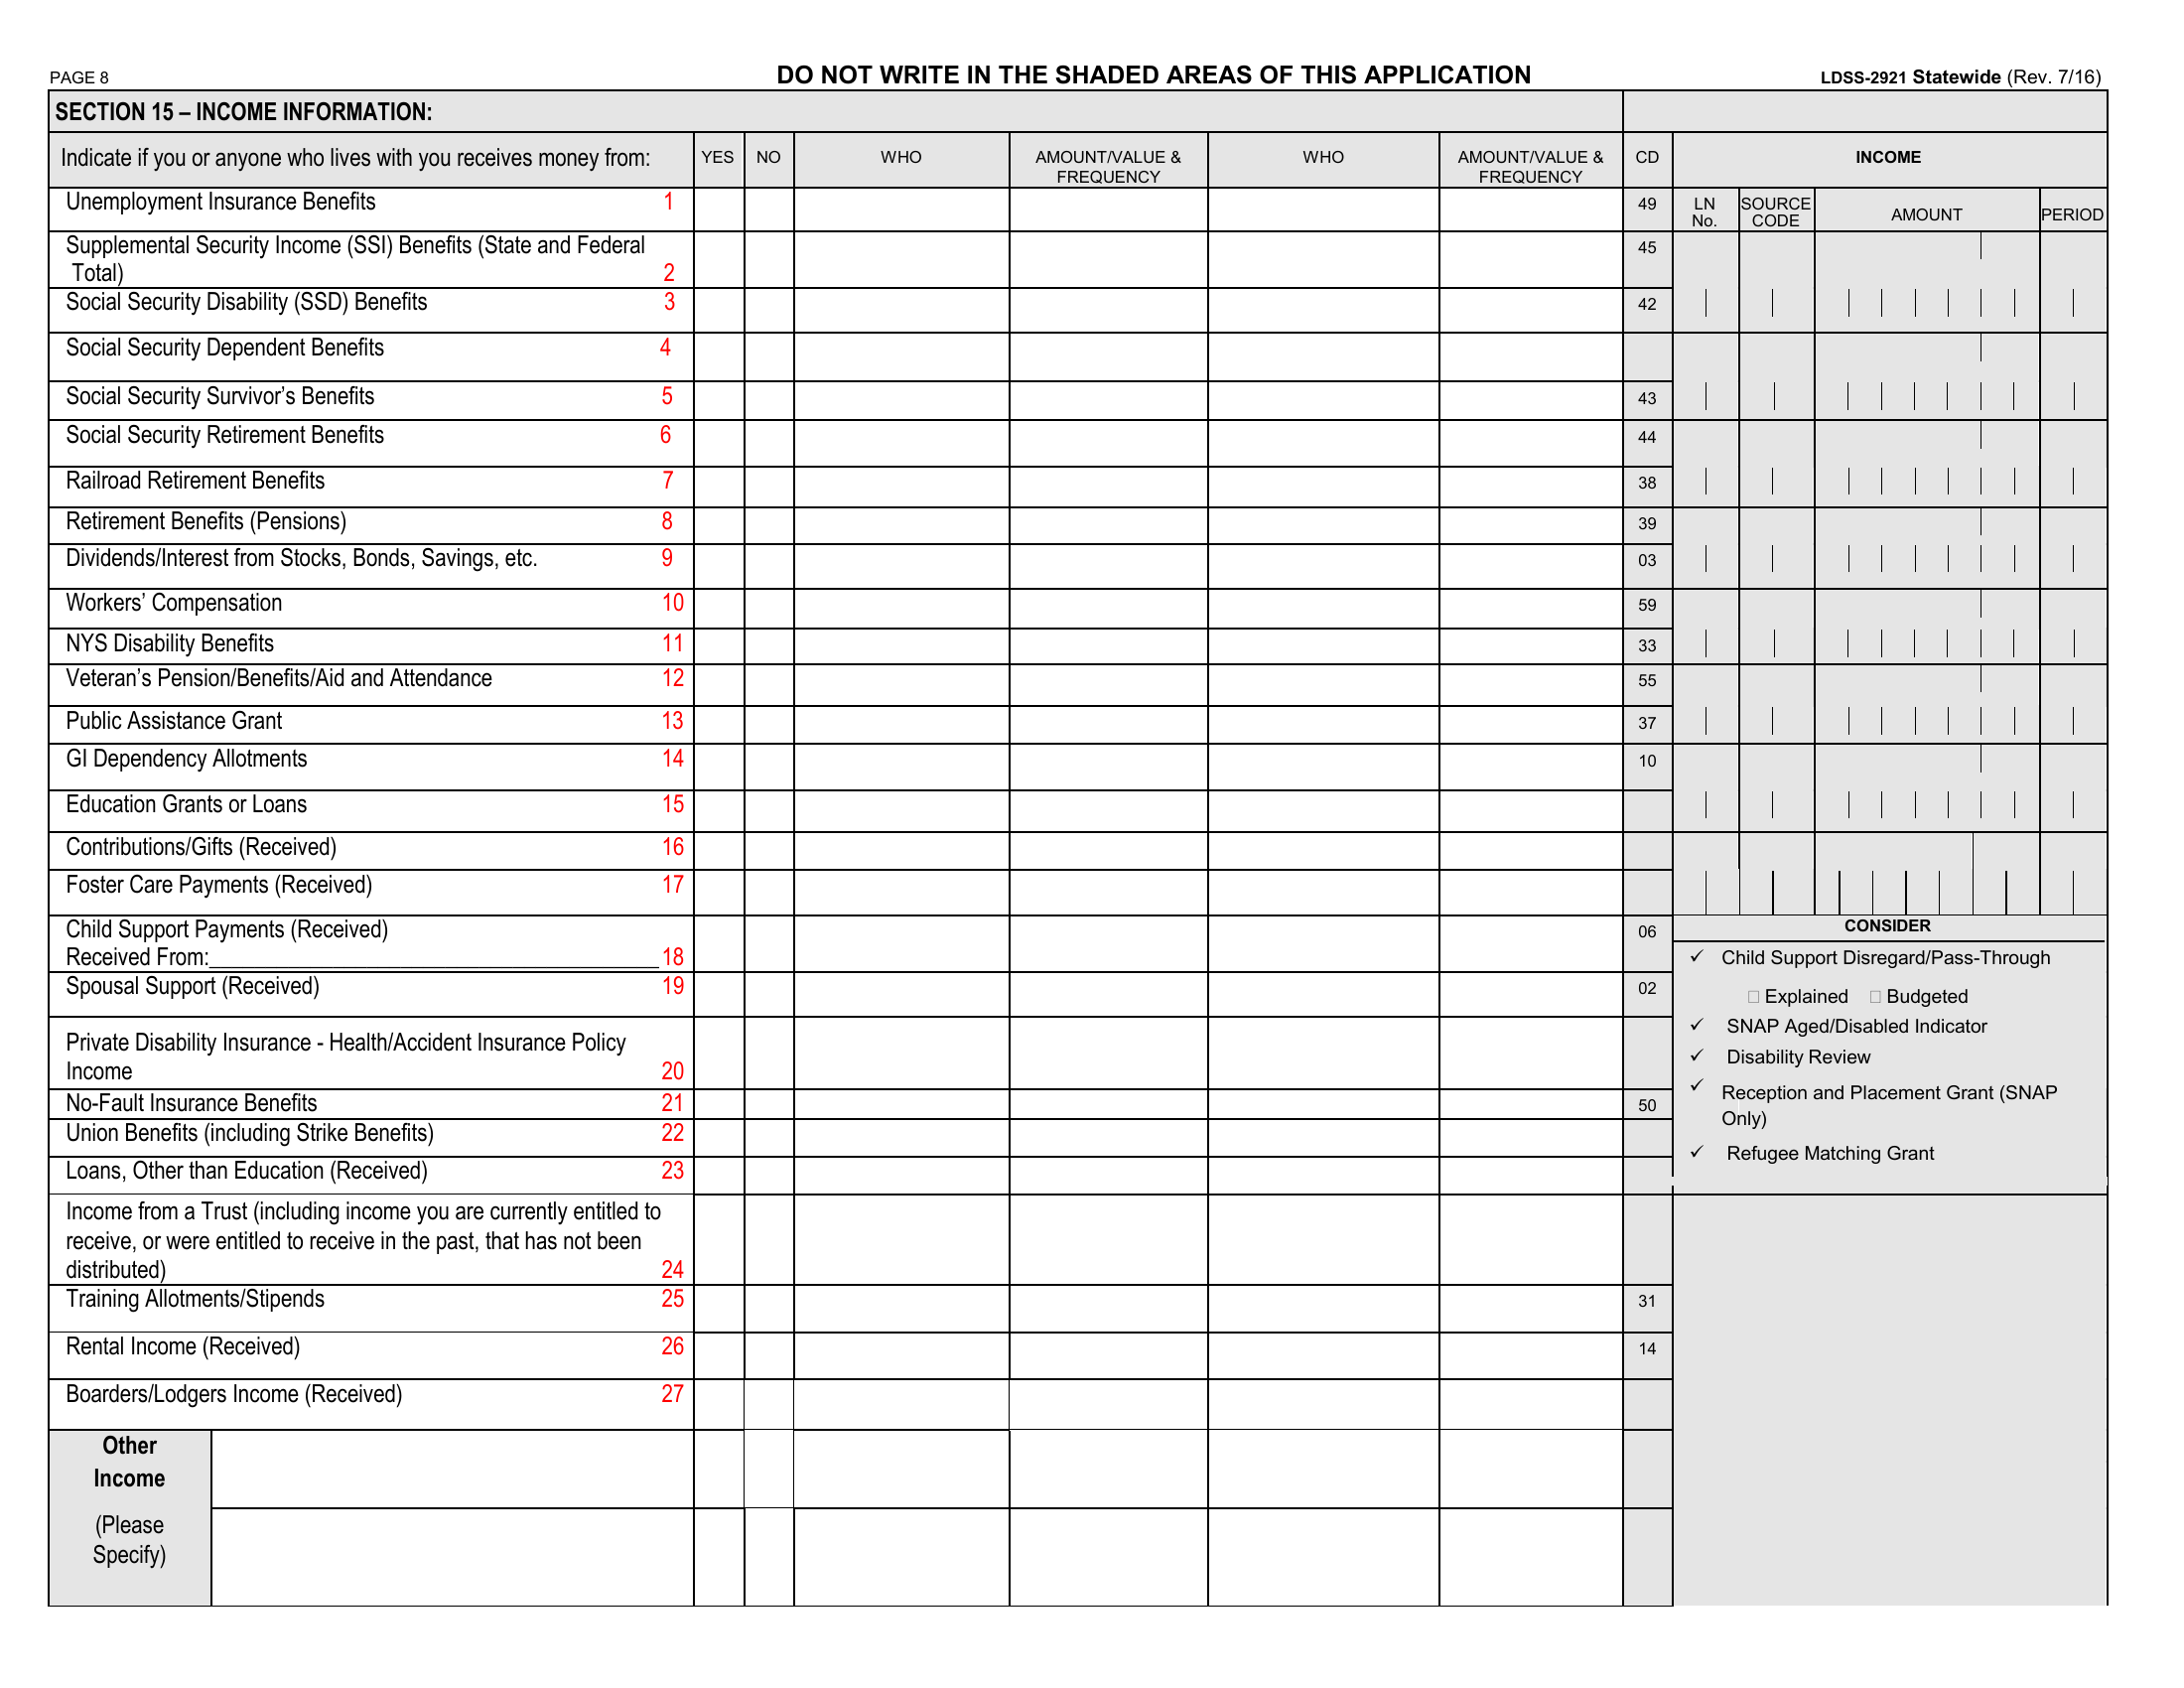 PAGE 8
DO NOT WRITE IN THE SHADED AREAS OF THIS APPLICATION
LDSS-2921 Statewide (Rev. 7/16)
SECTION 15 – INCOME INFORMATION:
Indicate if you or anyone who lives with you receives money from:
YES
NO
WHO
AMOUNT/VALUE &
FREQUENCY
WHO
AMOUNT/VALUE &
FREQUENCY
CD
INCOME
Unemployment Insurance Benefits 1
49
LN
No.
SOURCE
CODE
AMOUNT
PERIOD
Supplemental Security Income (SSI) Benefits (State and Federal
Total) 2
45
Social Security Disability (SSD) Benefits 3
42
Social Security Dependent Benefits 4
Social Security Survivor’s Benefits 5
43
Social Security Retirement Benefits 6
44
Railroad Retirement Benefits 7
38
Retirement Benefits (Pensions) 8
39
Dividends/Interest from Stocks, Bonds, Savings, etc. 9
03
Workers’ Compensation 10
59
NYS Disability Benefits 11
33
Veteran’s Pension/Benefits/Aid and Attendance 12
55
Public Assistance Grant 13
37
GI Dependency Allotments 14
10
Education Grants or Loans 15
Contributions/Gifts (Received) 16
Foster Care Payments (Received) 17
Child Support Payments (Received)
Received From:____________________________________ 18
06
Spousal Support (Received) 19
02
Private Disability Insurance - Health/Accident Insurance Policy
Income 20
No-Fault Insurance Benefits 21
50
Union Benefits (including Strike Benefits) 22
Loans, Other than Education (Received) 23
CONSIDER
✓ Child Support Disregard/Pass-Through
□ Explained □ Budgeted
✓ SNAP Aged/Disabled Indicator
✓ Disability Review
✓ Reception and Placement Grant (SNAP
Only)
✓ Refugee Matching Grant
Income from a Trust (including income you are currently entitled to
receive, or were entitled to receive in the past, that has not been
distributed) 24
Training Allotments/Stipends 25
31
Rental Income (Received) 26
14
Boarders/Lodgers Income (Received) 27
Other
Income
(Please
Specify)